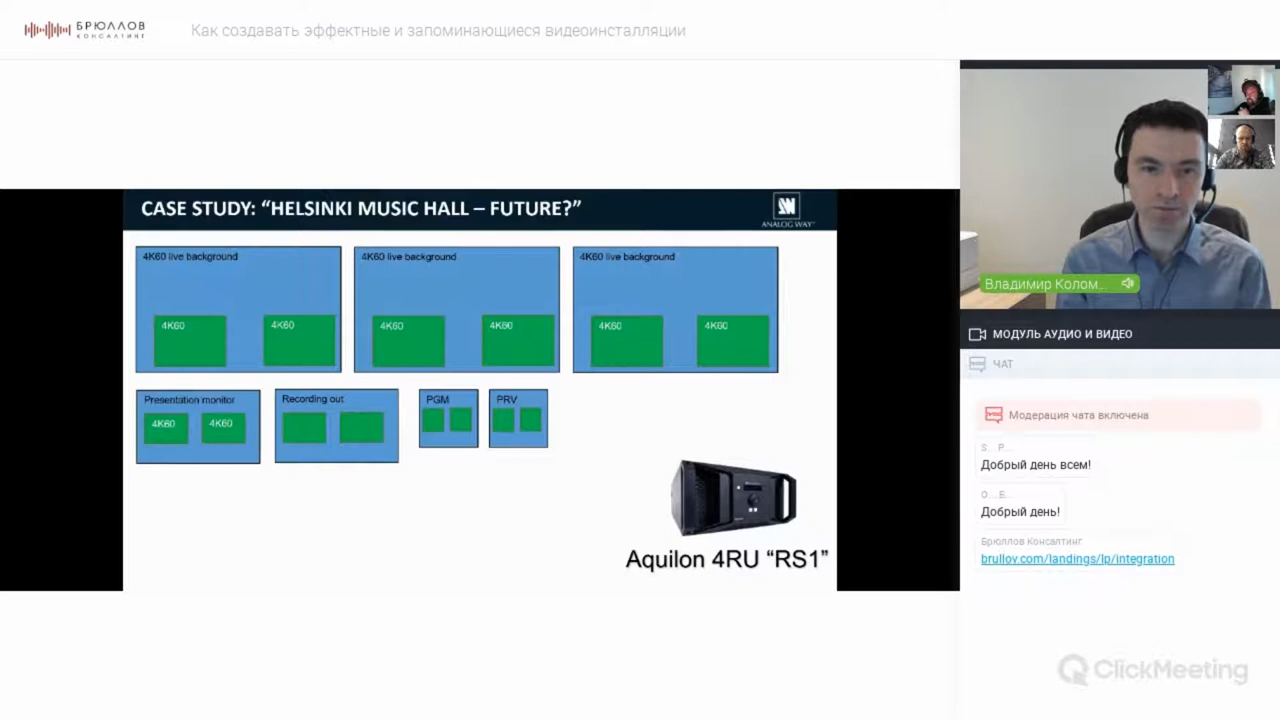 БРЮЛЛОВ
КОНСАЛТИНГ
Как создавать эффектные и запоминающиеся видеоинсталляции
CASE STUDY: “HELSINKI MUSIC HALL – FUTURE?”
ANALOG WAY
4K60 live background
4K60 live background
4K60 live background
4K60
4K60
4K60
4K60
4K60
4K60
Presentation monitor
Recording out
PGM
PRV
4K60
4K60
Aquilon 4RU “RS1”
Владимир Колом...
МОДУЛЬ АУДИО И ВИДЕО
ЧАТ
Модерация чата включена
S... P...
Добрый день всем!
О... Б...
Добрый день!
Брюллов Консалтинг
brullov.com/landings/lp/integration
ClickMeeting